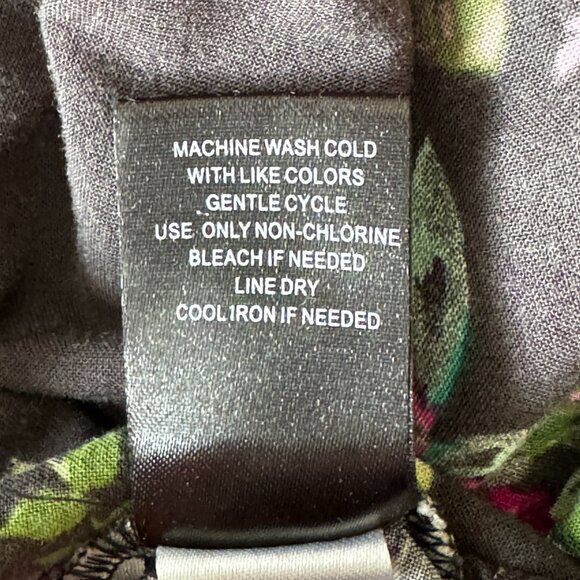 MACHINE WASH COLD
WITH LIKE COLORS
GENTLE CYCLE
USE ONLY NON-CHLORINE
BLEACH IF NEEDED
LINE DRY
COOL IRON IF NEEDED